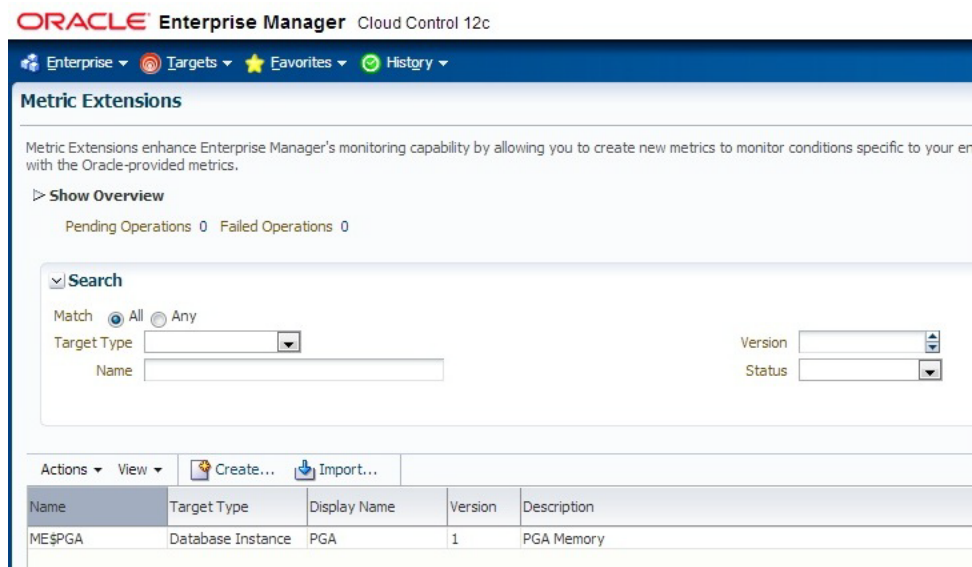 ORACLE Enterprise Manager Cloud Control 12c
Enterprise Targets Favorites History
Metric Extensions
Metric Extensions enhance Enterprise Manager's monitoring capability by allowing you to create new metrics to monitor conditions specific to your
with the Oracle-provided metrics.
Show Overview
Pending Operations 0 Failed Operations 0
Search
Match All Any
Target Type Version
Name Status
Actions View Create... Import...
Name Target Type Display Name Version Description
ME$PGA Database Instance PGA 1 PGA Memory